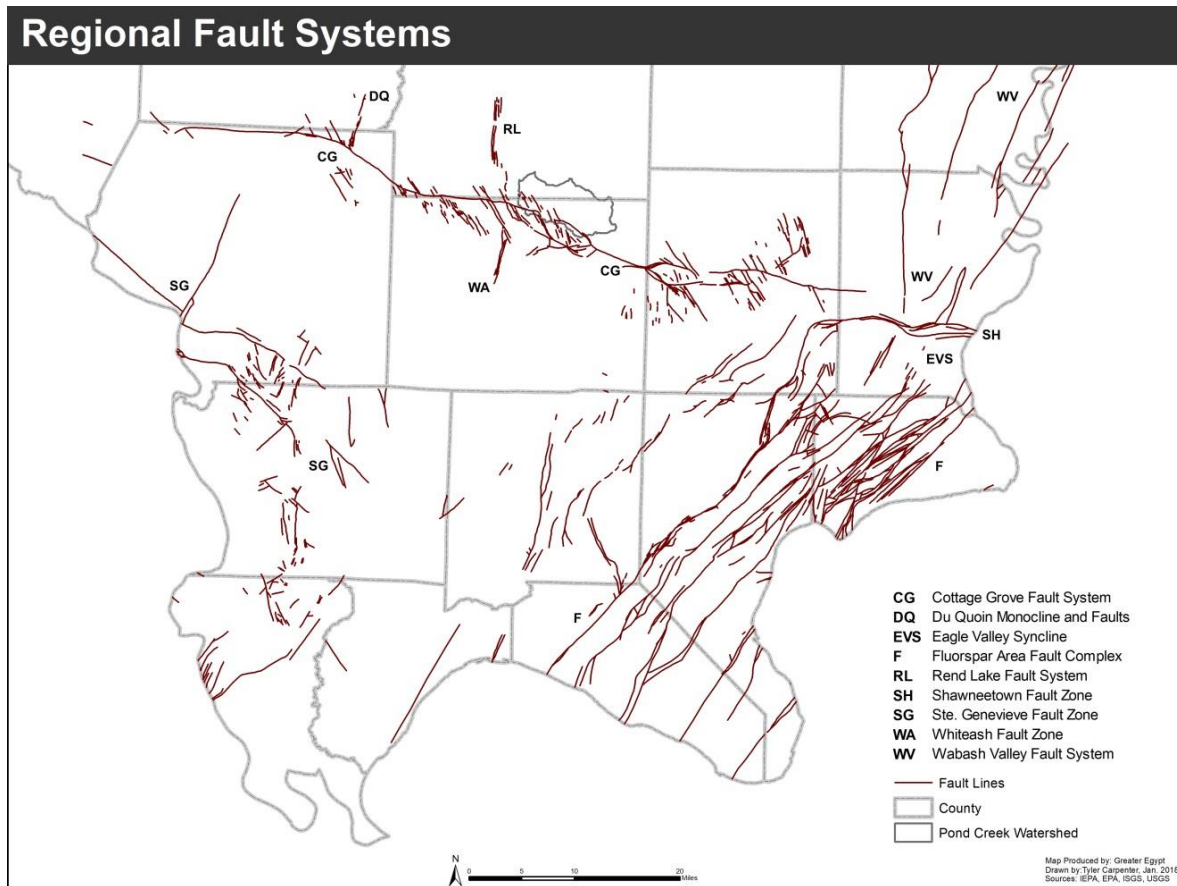 Regional Fault Systems
DQ
WV
RL
CG
WV
SG
CG
WA
SH
EVS
SG
F
F
CG Cottage Grove Fault System
DQ Du Quoin Monocline and Faults
EVS Eagle Valley Syncline
F Fluorspar Area Fault Complex
RL Rend Lake Fault System
SH Shawneetown Fault Zone
SG Ste. Genevieve Fault Zone
WA Whiteash Fault Zone
WV Wabash Valley Fault System
Fault Lines
County
Pond Creek Watershed
N
0 5 10 20
Miles
Map Produced by: Greater Egypt
Drawn by:Tyler Carpenter, Jan. 2018
Sources: IEPA, EPA, ISGS, USGS